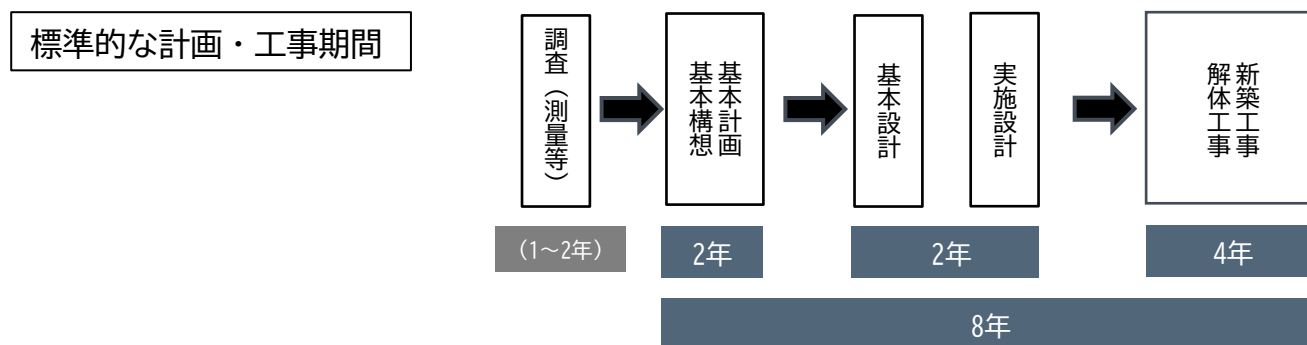 標準的な計画・工事期間
調査（測量等）
基本計画
基本構想
基本設計
実施設計
新築工事
解体工事
（1～2年）
2年
2年
4年
8年